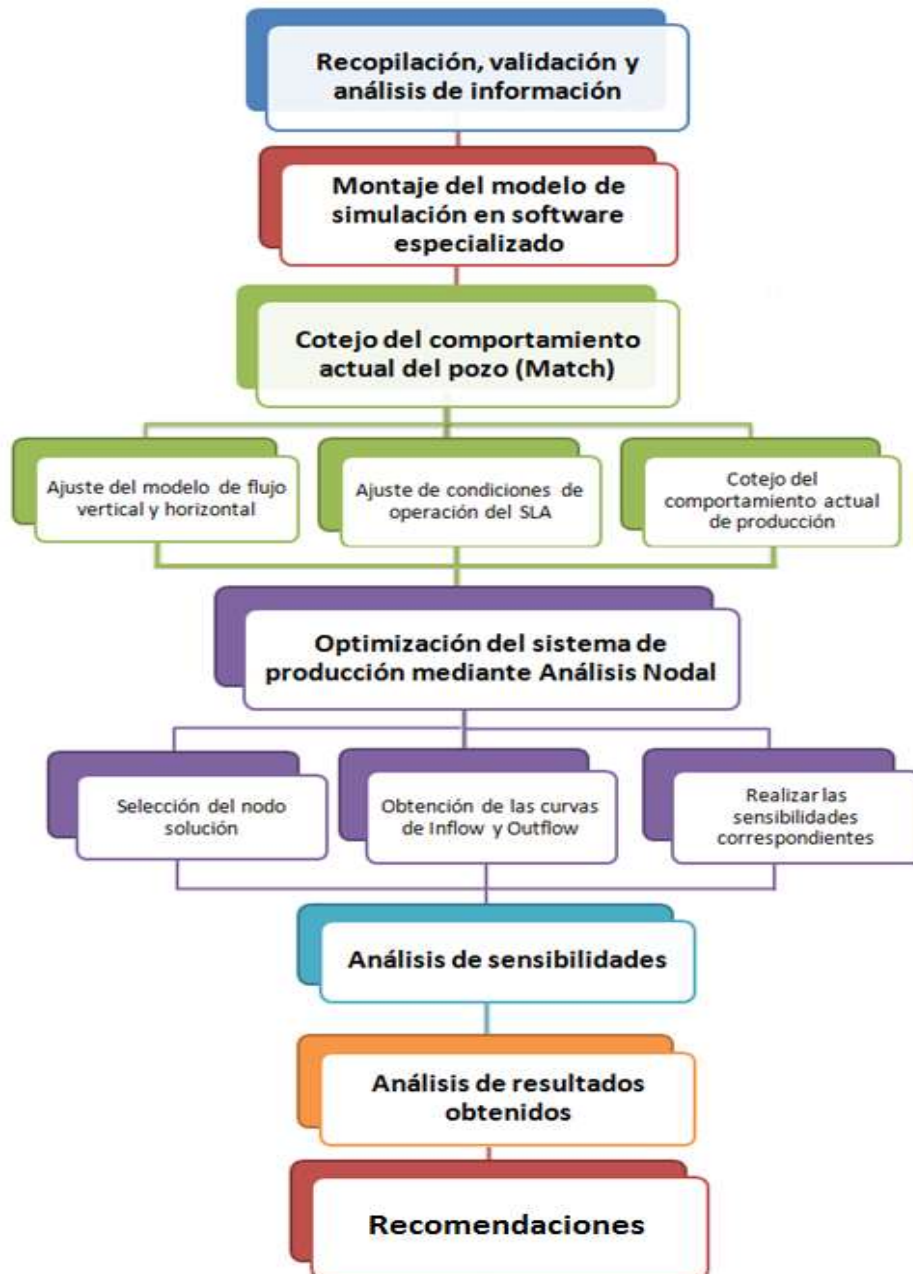 Recopilación, validación y
análisis de información
Montaje del modelo de
simulación en software
especializado
Cotejo del comportamiento
actual del pozo (Match)
Ajuste del modelo de flujo
vertical y horizontal
Ajuste de condiciones de
operación del SLA
Cotejo del
comportamiento actual
de producción
Optimización del sistema de
producción mediante Análisis Nodal
Selección del nodo
solución
Obtención de las curvas
de Inflow y Outflow
Realizar las
sensibilidades
correspondientes
Análisis de sensibilidades
Análisis de resultados
obtenidos
Recomendaciones